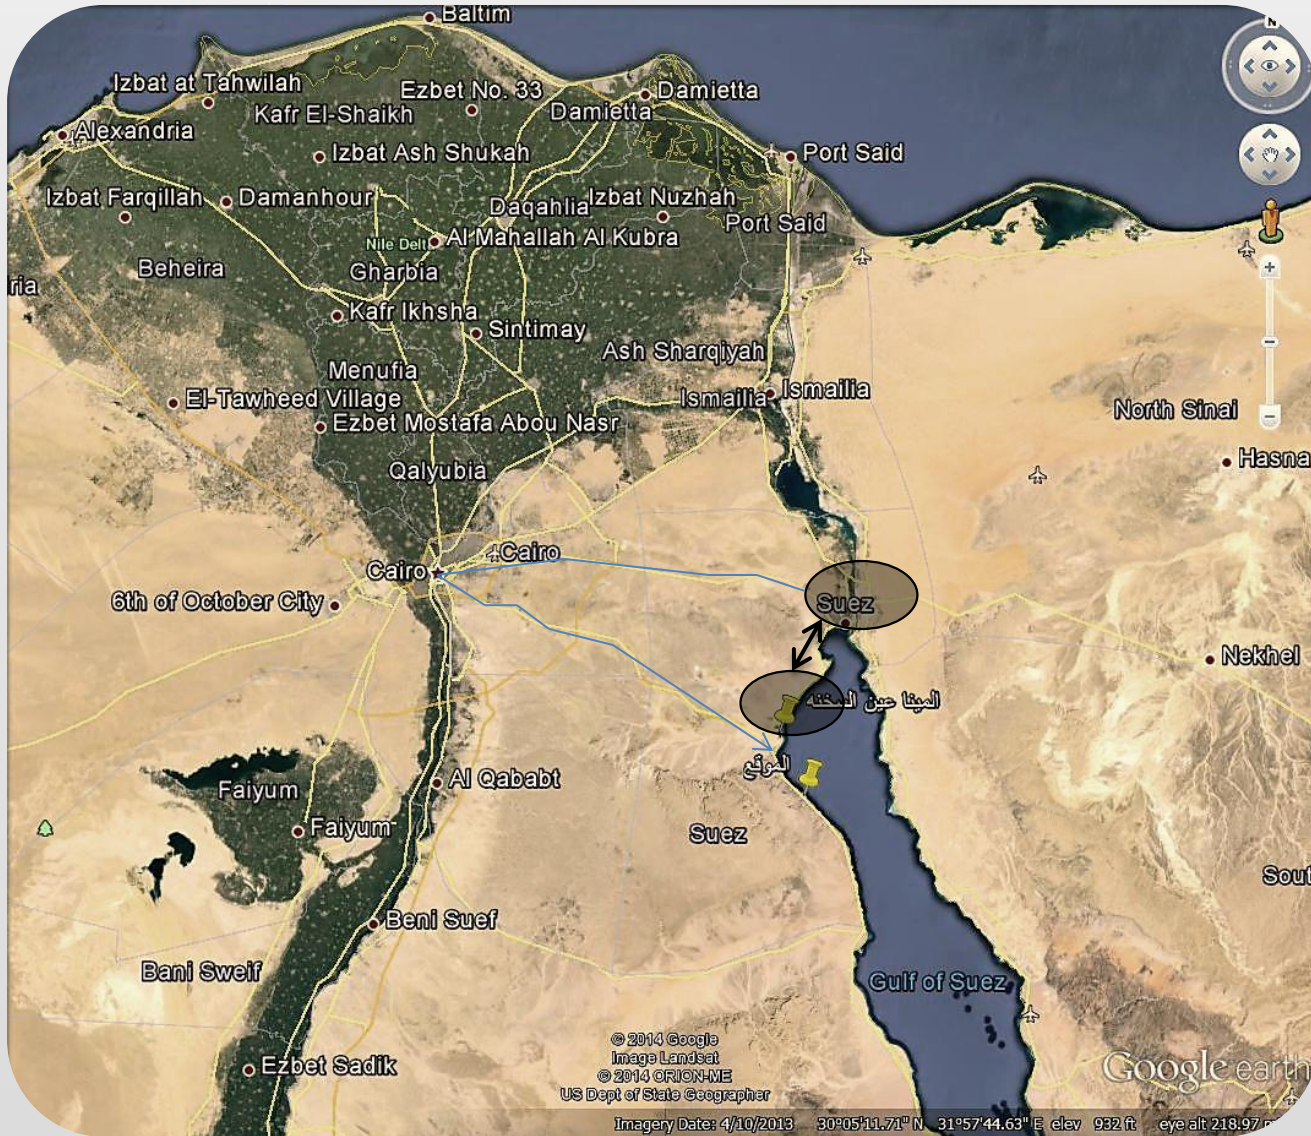 Baltim
N
Izbat at Tahwilah
Ezbet No. 33
Damietta
Kafr El-Shaikh
Damietta
Alexandria
Izbat Ash Shukah
Port Said
Izbat Farqillah
Damanhour
Daqahlia
Izbat Nuzhah
Port Said
Nile Delt
Al Mahallah Al Kubra
Beheira
Gharbia
ria
Kafr Ikhsha
Sintimay
Ash Sharqiyah
Menufia
El-Tawheed Village
Ismailia
Ismailia
North Sinai
Ezbet Mostafa Abou Nasr
Hasna
Qalyubia
Cairo
Cairo
6th of October City
Suez
Nekhel
المينا عين السخنه
الموقع
Al Qababt
Faiyum
Faiyum
Suez
Sout
Beni Suef
Bani Sweif
Gulf of Suez
© 2014 Google
Image Landsat
© 2014 ORION-ME
US Dept of State Geographer
Ezbet Sadik
Google earth
Imagery Date: 4/10/2013 30°05'11.71" N 31°57'44.63" E elev 932 ft eye alt 218.97